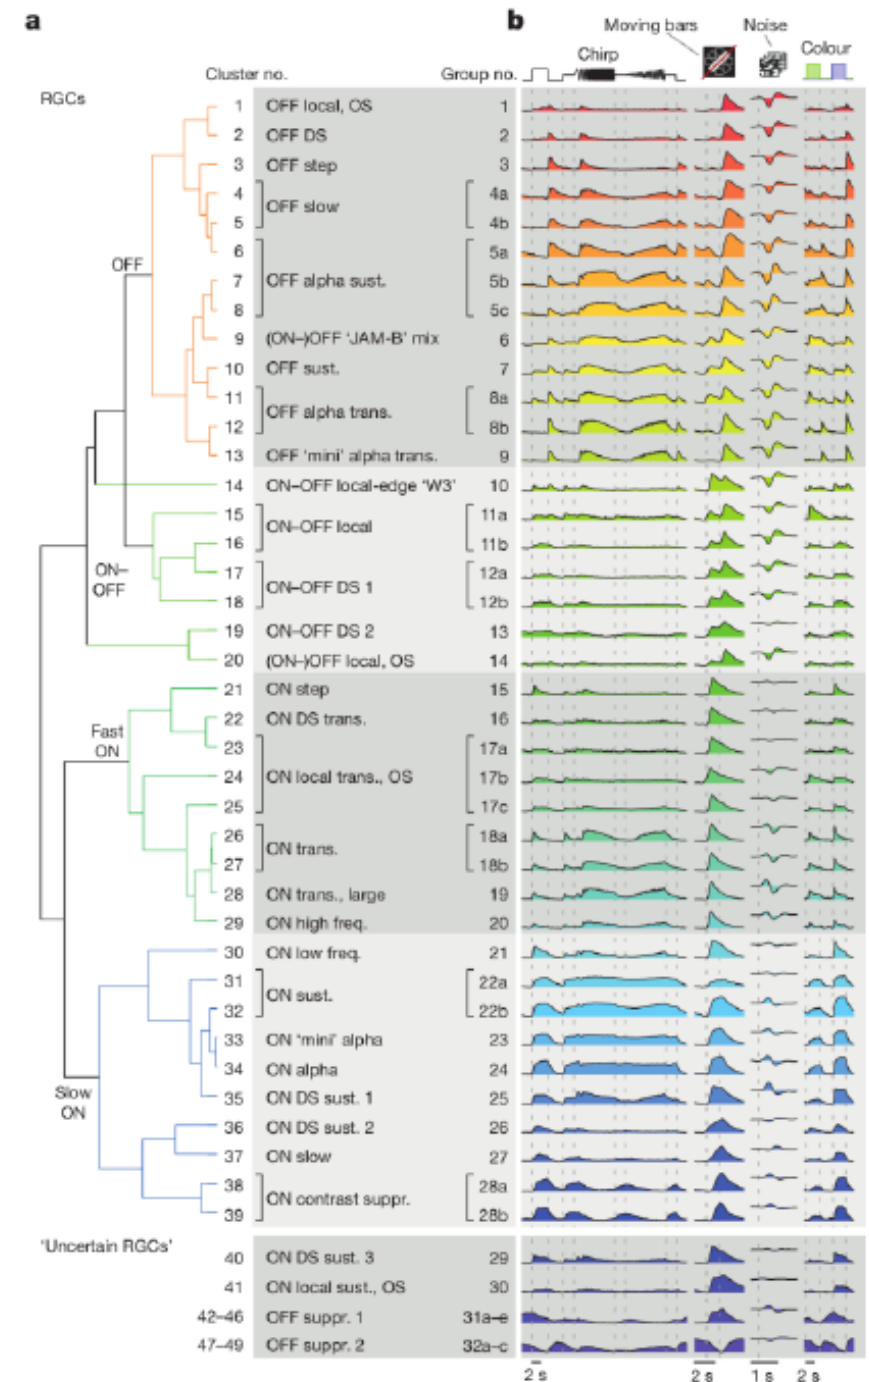 a
b
Moving bars
Noise
Chirp
Colour
Cluster no.
Group no.
RGCs
1 OFF local, OS 1
2 OFF DS 2
3 OFF step 3
4 4a
OFF slow
5 4b
6 5a
7 OFF alpha sust. 5b
8 5c
9 (ON–)OFF 'JAM-B' mix 6
10 OFF sust. 7
11 8a
OFF alpha trans.
12 8b
13 OFF 'mini' alpha trans. 9
14 ON–OFF local-edge 'W3' 10
15 11a
ON–OFF local
16 11b
17 12a
ON–OFF DS 1
18 12b
19 ON–OFF DS 2 13
20 (ON–)OFF local, OS 14
21 ON step 15
22 ON DS trans. 16
23 17a
24 ON local trans., OS 17b
25 17c
26 18a
ON trans.
27 18b
28 ON trans., large 19
29 ON high freq. 20
30 ON low freq. 21
31 22a
ON sust.
32 22b
33 ON 'mini' alpha 23
34 ON alpha 24
35 ON DS sust. 1 25
36 ON DS sust. 2 26
37 ON slow 27
38 28a
ON contrast suppr.
39 28b
OFF
ON–
OFF
Fast
ON
Slow
ON
'Uncertain RGCs'
40 ON DS sust. 3 29
41 ON local sust., OS 30
42–46 OFF suppr. 1 31a–e
47–49 OFF suppr. 2 32a–c
2 s
2 s
1 s
2 s